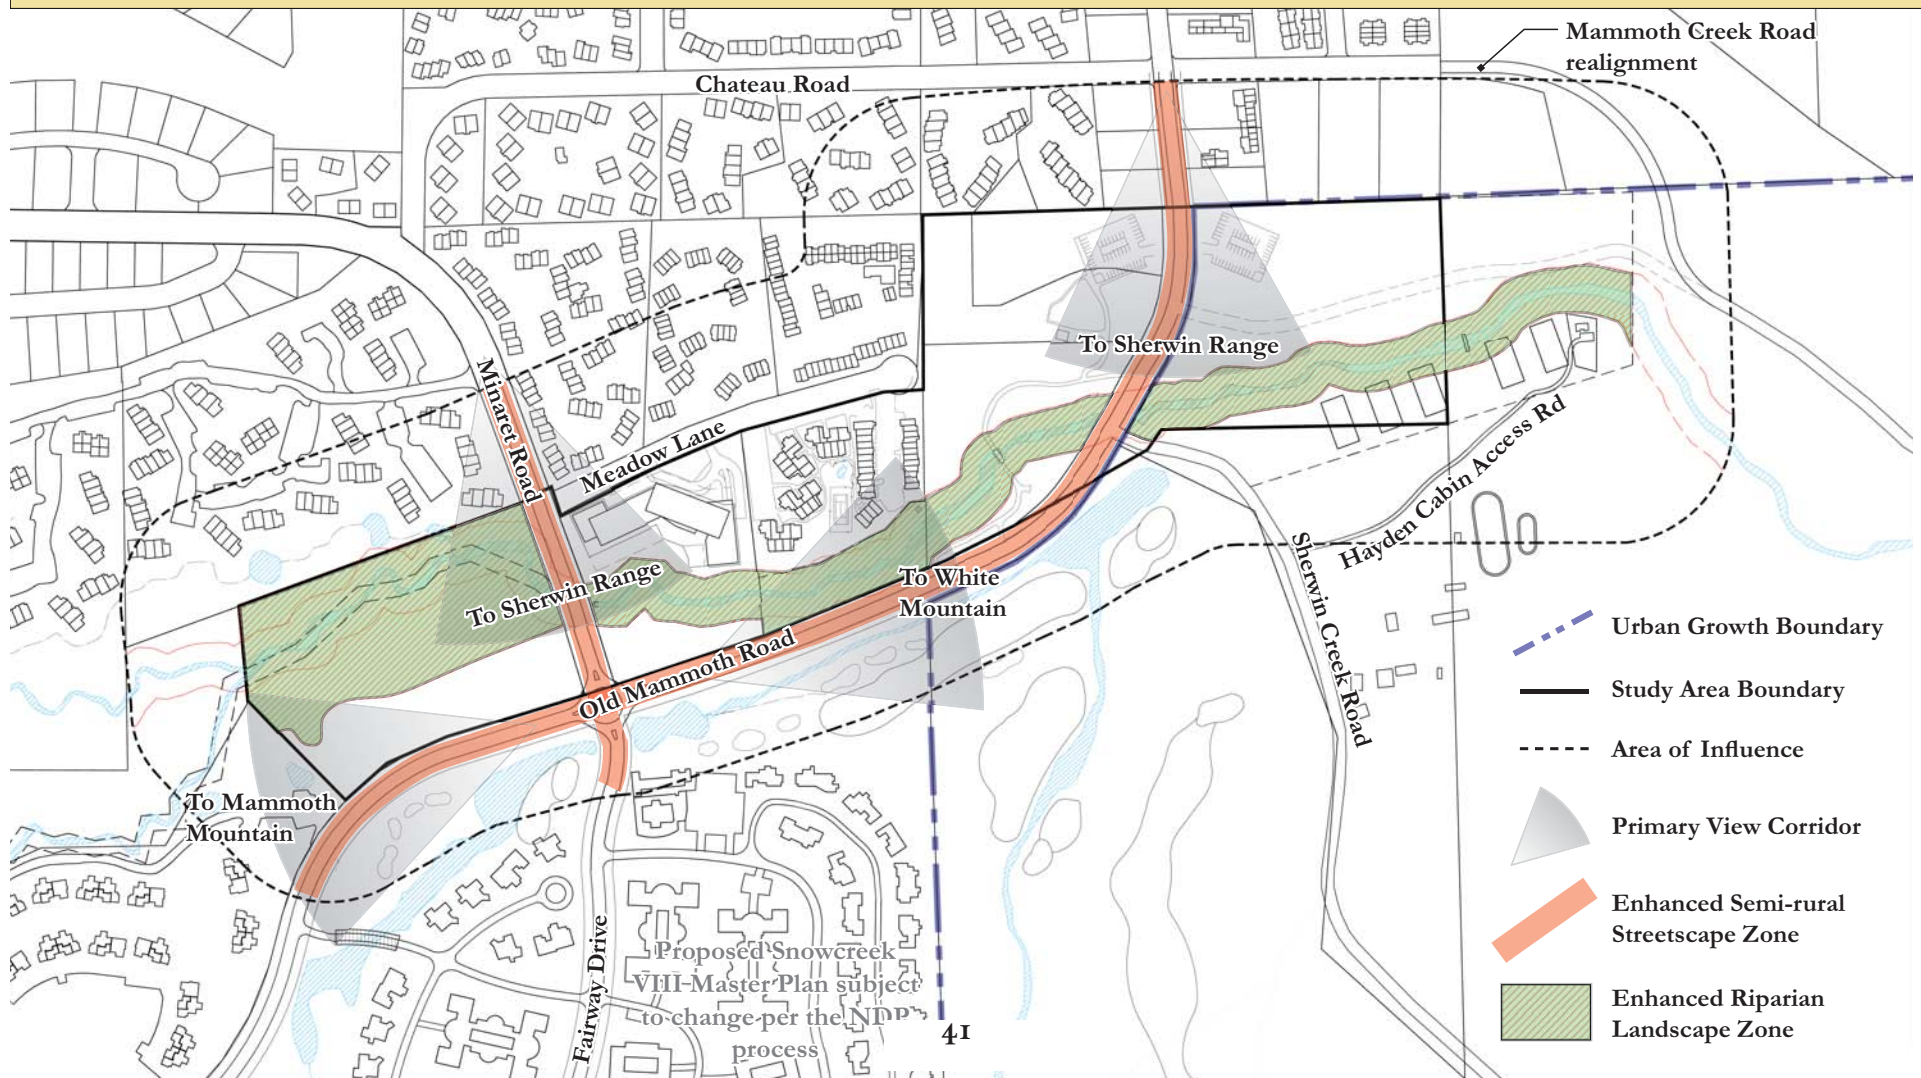 Mammoth Creek Road
realignment
Chateau Road
To Sherwin Range
Minaret Road
Meadow Lane
Hayden Cabin Access Rd
To Sherwin Range
To White
Mountain
Sherwin Creek Road
Old Mammoth Road
To Mammoth
Mountain
Fairway Drive
Proposed Snowcreek
VIII Master Plan subject
to change per the NDP
process
41
Urban Growth Boundary
Study Area Boundary
Area of Influence
Primary View Corridor
Enhanced Semi-rural
Streetscape Zone
Enhanced Riparian
Landscape Zone